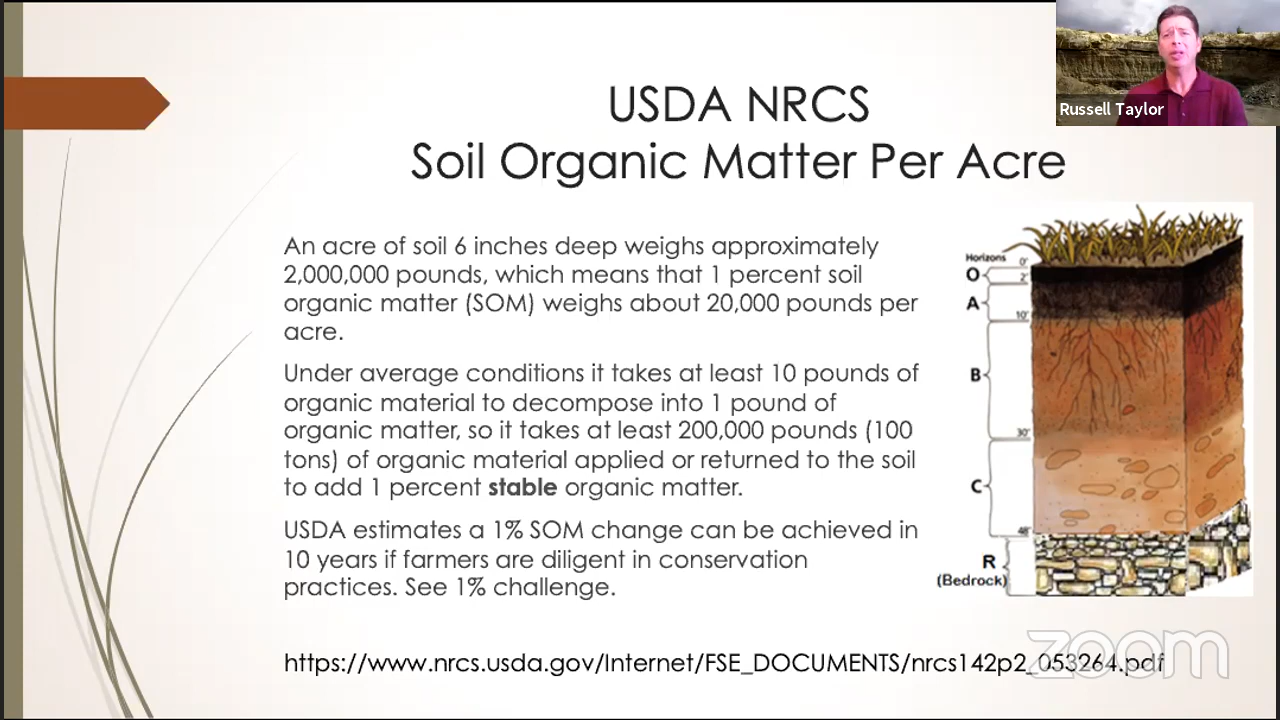 Russell Taylor
USDA NRCS
Soil Organic Matter Per Acre
An acre of soil 6 inches deep weighs approximately
2,000,000 pounds, which means that 1 percent soil
organic matter (SOM) weighs about 20,000 pounds per
acre.
Under average conditions it takes at least 10 pounds of
organic material to decompose into 1 pound of
organic matter, so it takes at least 200,000 pounds (100
tons) of organic material applied or returned to the soil
to add 1 percent stable organic matter.
USDA estimates a 1% SOM change can be achieved in
10 years if farmers are diligent in conservation
practices. See 1% challenge.
Horizons 0"
O
2"
A
10"
B
30"
C
48"
R
(Bedrock)
https://www.nrcs.usda.gov/Internet/FSE_DOCUMENTS/nrcs142p2_053264.pdf
zoom